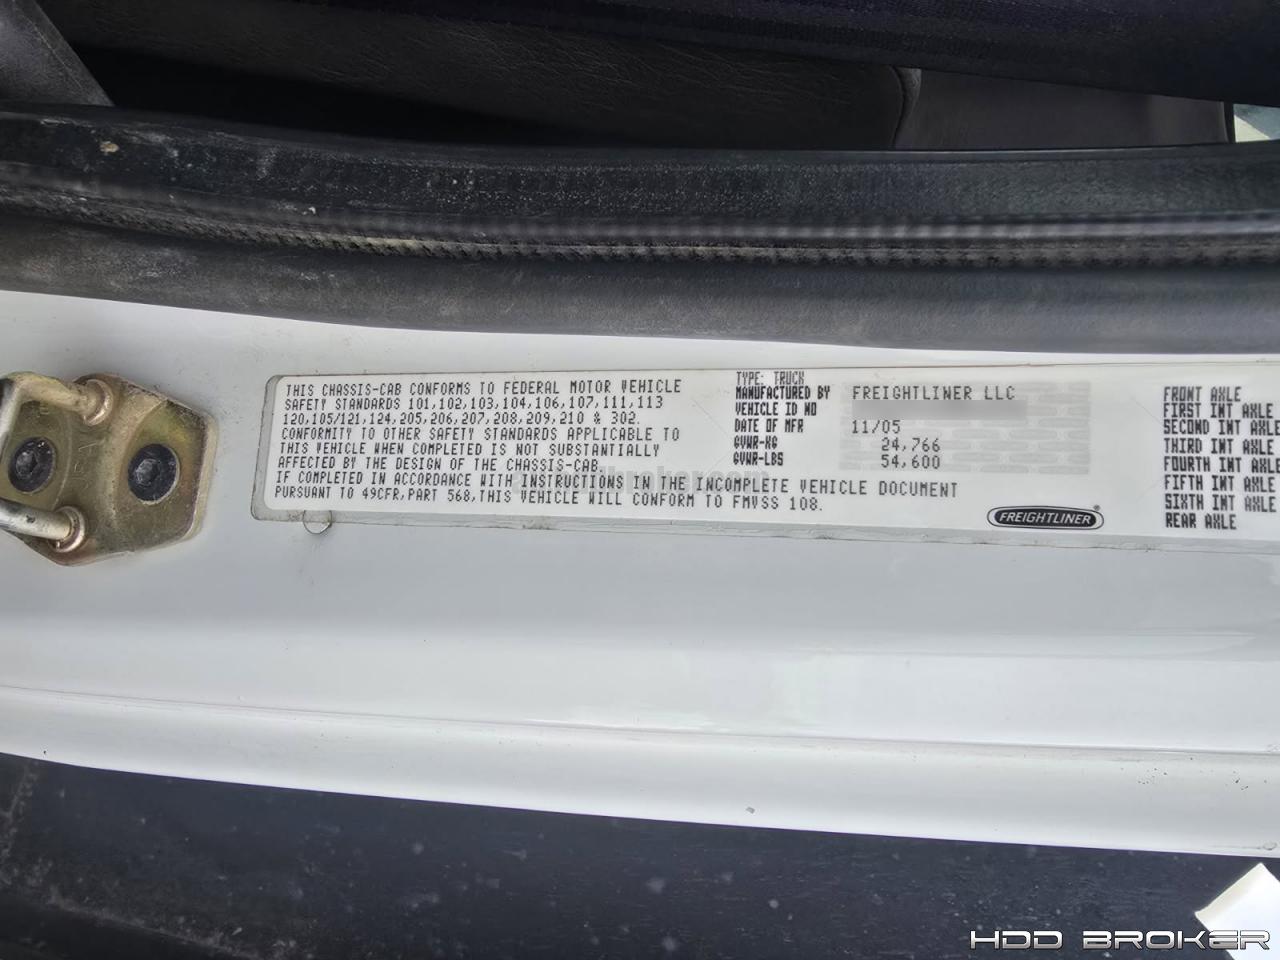 THIS CHASSIS-CAB CONFORMS TO FEDERAL MOTOR VEHICLE
SAFETY STANDARDS 101,102,103,104,106,107,111,113
120,105/121,124,205,206,207,208,209,210 & 302.
CONFORMITY TO OTHER SAFETY STANDARDS APPLICABLE TO
THIS VEHICLE WHEN COMPLETED IS NOT SUBSTANTIALLY
AFFECTED BY THE DESIGN OF THE CHASSIS-CAB.
IF COMPLETED IN ACCORDANCE WITH INSTRUCTIONS IN THE INCOMPLETE VEHICLE DOCUMENT
PURSUANT TO 49CFR,PART 568,THIS VEHICLE WILL CONFORM TO FMVSS 108.
TYPE: TRUCK
MANUFACTURED BY FREIGHTLINER LLC
VEHICLE ID NO
DATE OF MFR 11/05
GVWR-KG 24,766
GVWR-LBS 54,600
FREIGHTLINER
FRONT AXLE
FIRST INT AXLE
SECOND INT AXLE
THIRD INT AXLE
FOURTH INT AXLE
FIFTH INT AXLE
SIXTH INT AXLE
REAR AXLE
HDD BROKER